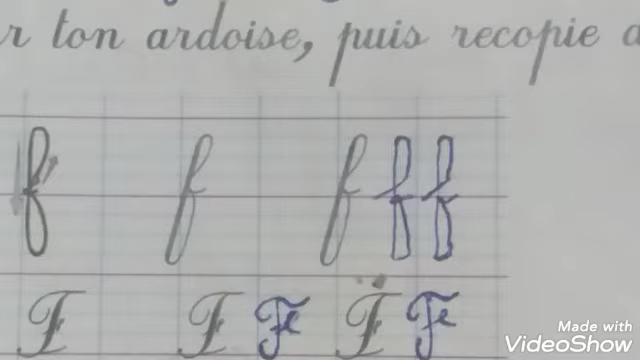 r ton ardoise, puis recopie a
f f f f f
F F F F F
Made with
VideoShow